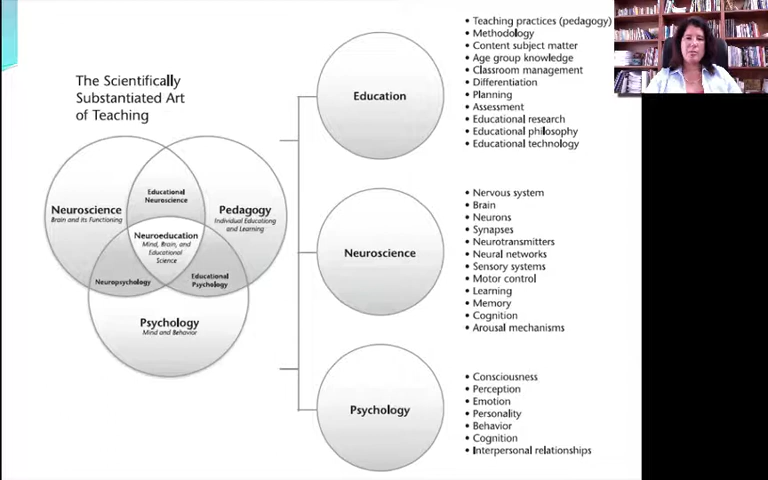 The Scientifically
Substantiated Art
of Teaching
Neuroscience
Brain and Its Functioning
Educational
Neuroscience
Pedagogy
Individual Educationg
and Learning
Neuroeducation
Mind, Brain, and
Educational
Science
Neuropsychology
Educational
Psychology
Psychology
Mind and Behavior
Education
• Teaching practices (pedagogy)
• Methodology
• Content subject matter
• Age group knowledge
• Classroom management
• Differentiation
• Planning
• Assessment
• Educational research
• Educational philosophy
• Educational technology
Neuroscience
• Nervous system
• Brain
• Neurons
• Synapses
• Neurotransmitters
• Neural networks
• Sensory systems
• Motor control
• Learning
• Memory
• Cognition
• Arousal mechanisms
Psychology
• Consciousness
• Perception
• Emotion
• Personality
• Behavior
• Cognition
• Interpersonal relationships